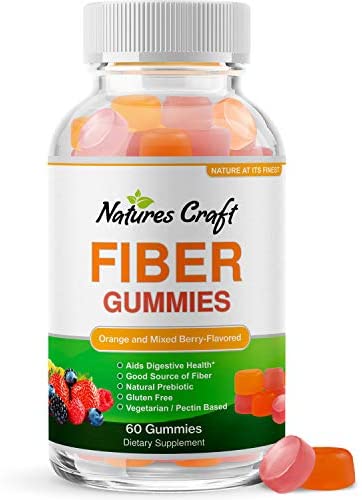 NATURE AT ITS FINEST
Natures Craft
FIBER
GUMMIES
Orange and Mixed Berry-Flavored
• Aids Digestive Health*
• Good Source of Fiber
• Natural Prebiotic
• Gluten Free
• Vegetarian / Pectin Based
60 Gummies
Dietary Supplement